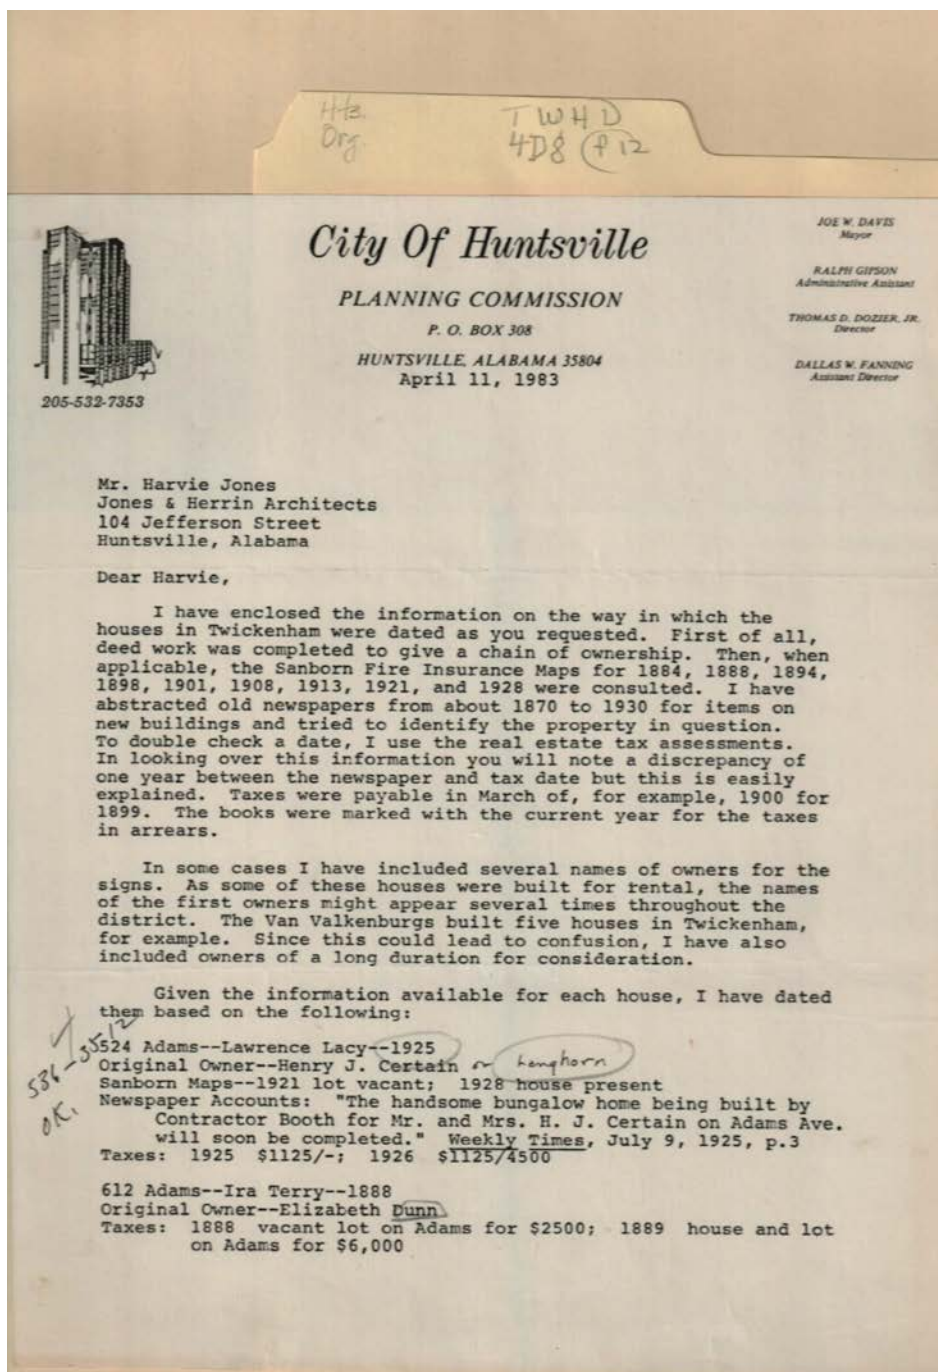 Hts. TWHD
Org. 4D8 P12
City Of Huntsville
PLANNING COMMISSION
P. O. BOX 308
HUNTSVILLE, ALABAMA 35804
April 11, 1983
205-532-7353
JOE W. DAVIS
Mayor
RALPH GIPSON
Administrative Assistant
THOMAS D. DOZIER, JR.
Director
DALLAS W. FANNING
Assistant Director
Mr. Harvie Jones
Jones & Herrin Architects
104 Jefferson Street
Huntsville, Alabama
Dear Harvie,
I have enclosed the information on the way in which the
houses in Twickenham were dated as you requested. First of all,
deed work was completed to give a chain of ownership. Then, when
applicable, the Sanborn Fire Insurance Maps for 1884, 1888, 1894,
1898, 1901, 1908, 1913, 1921, and 1928 were consulted. I have
abstracted old newspapers from about 1870 to 1930 for items on
new buildings and tried to identify the property in question.
To double check a date, I use the real estate tax assessments.
In looking over this information you will note a discrepancy of
one year between the newspaper and tax date but this is easily
explained. Taxes were payable in March of, for example, 1900 for
1899. The books were marked with the current year for the taxes
in arrears.
In some cases I have included several names of owners for the
signs. As some of these houses were built for rental, the names
of the first owners might appear several times throughout the
district. The Van Valkenburgs built five houses in Twickenham,
for example. Since this could lead to confusion, I have also
included owners of a long duration for consideration.
Given the information available for each house, I have dated
them based on the following:
536-3512
OK,
524 Adams--Lawrence Lacy--1925
Original Owner--Henry J. Certain or Langhorn
Sanborn Maps--1921 lot vacant; 1928 house present
Newspaper Accounts: "The handsome bungalow home being built by
Contractor Booth for Mr. and Mrs. H. J. Certain on Adams Ave.
will soon be completed." Weekly Times, July 9, 1925, p.3
Taxes: 1925 $1125/-; 1926 $1125/4500
612 Adams--Ira Terry--1888
Original Owner--Elizabeth Dunn
Taxes: 1888 vacant lot on Adams for $2500; 1889 house and lot
on Adams for $6,000